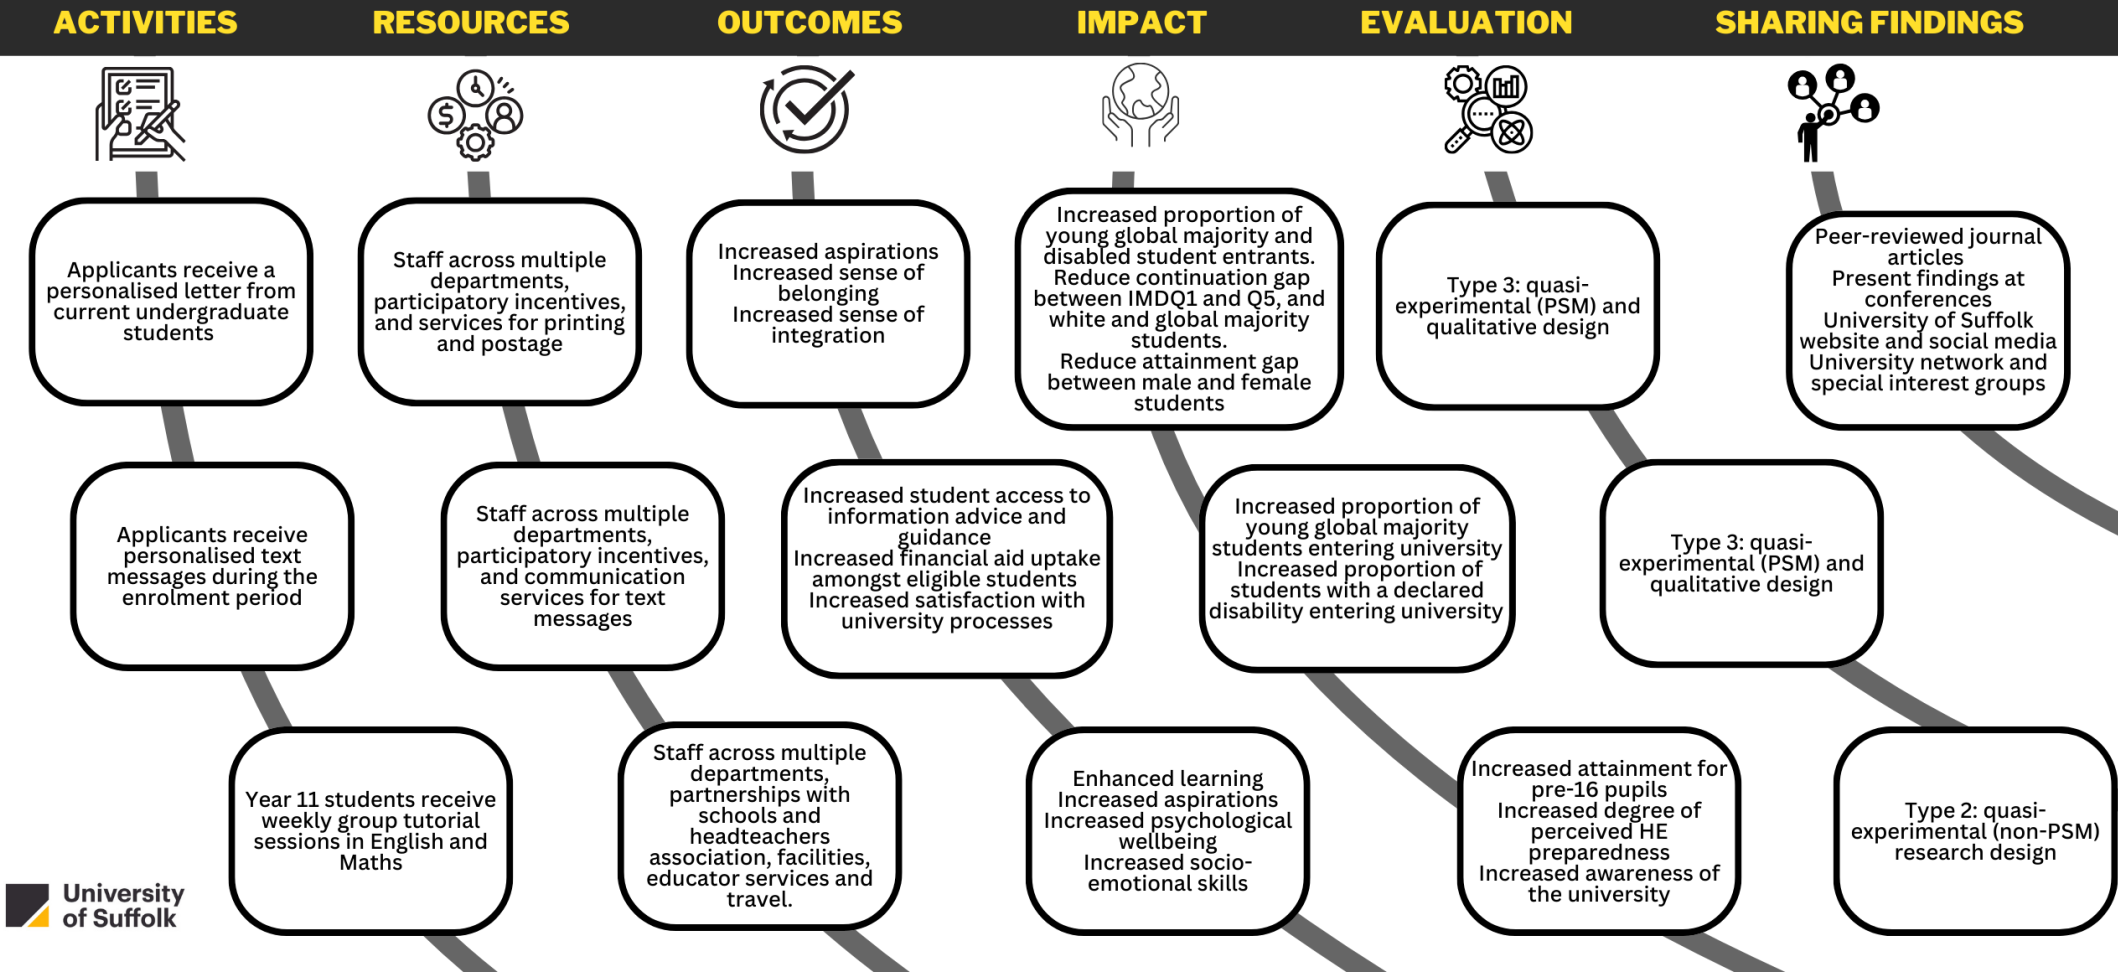 ACTIVITIES
RESOURCES
OUTCOMES
IMPACT
EVALUATION
SHARING FINDINGS
Applicants receive a
personalised letter from
current undergraduate
students
Staff across multiple
departments,
participatory incentives,
and services for printing
and postage
Increased aspirations
Increased sense of
belonging
Increased sense of
integration
Increased proportion of
young global majority and
disabled student entrants.
Reduce continuation gap
between IMDQ1 and Q5, and
white and global majority
students.
Reduce attainment gap
between male and female
students
Type 3: quasi-
experimental (PSM) and
qualitative design
Peer-reviewed journal
articles
Present findings at
conferences
University of Suffolk
website and social media
University network and
special interest groups
Applicants receive
personalised text
messages during the
enrolment period
Staff across multiple
departments,
participatory incentives,
and communication
services for text
messages
Increased student access to
information advice and
guidance
Increased financial aid uptake
amongst eligible students
Increased satisfaction with
university processes
Increased proportion of
young global majority
students entering university
Increased proportion of
students with a declared
disability entering university
Type 3: quasi-
experimental (PSM) and
qualitative design
Year 11 students receive
weekly group tutorial
sessions in English and
Maths
Staff across multiple
departments,
partnerships with
schools and
headteachers
association, facilities,
educator services and
travel.
Enhanced learning
Increased aspirations
Increased psychological
wellbeing
Increased socio-
emotional skills
Increased attainment for
pre-16 pupils
Increased degree of
perceived HE
preparedness
Increased awareness of
the university
Type 2: quasi-
experimental (non-PSM)
research design
University
of Suffolk